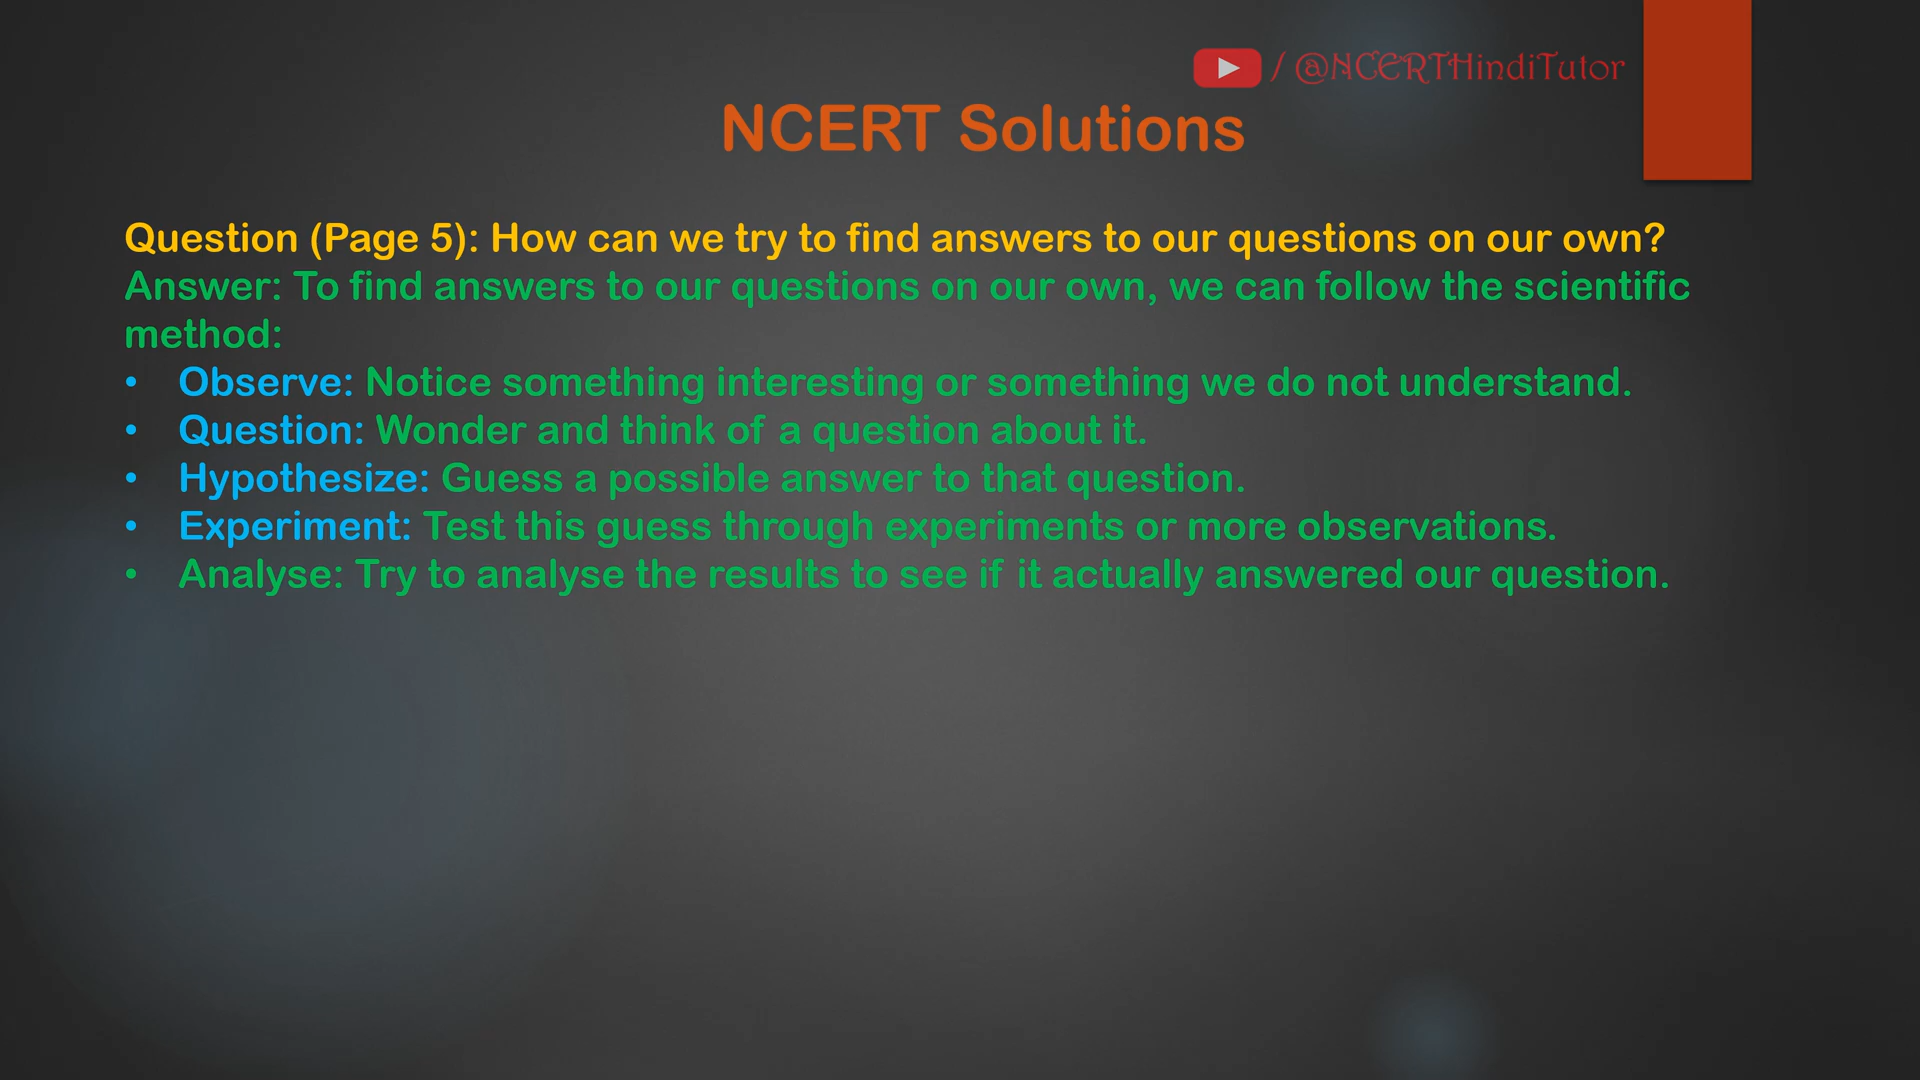 / @NCERTHindiTutor
NCERT Solutions
Question (Page 5): How can we try to find answers to our questions on our own?
Answer: To find answers to our questions on our own, we can follow the scientific
method:
• Observe: Notice something interesting or something we do not understand.
• Question: Wonder and think of a question about it.
• Hypothesize: Guess a possible answer to that question.
• Experiment: Test this guess through experiments or more observations.
• Analyse: Try to analyse the results to see if it actually answered our question.